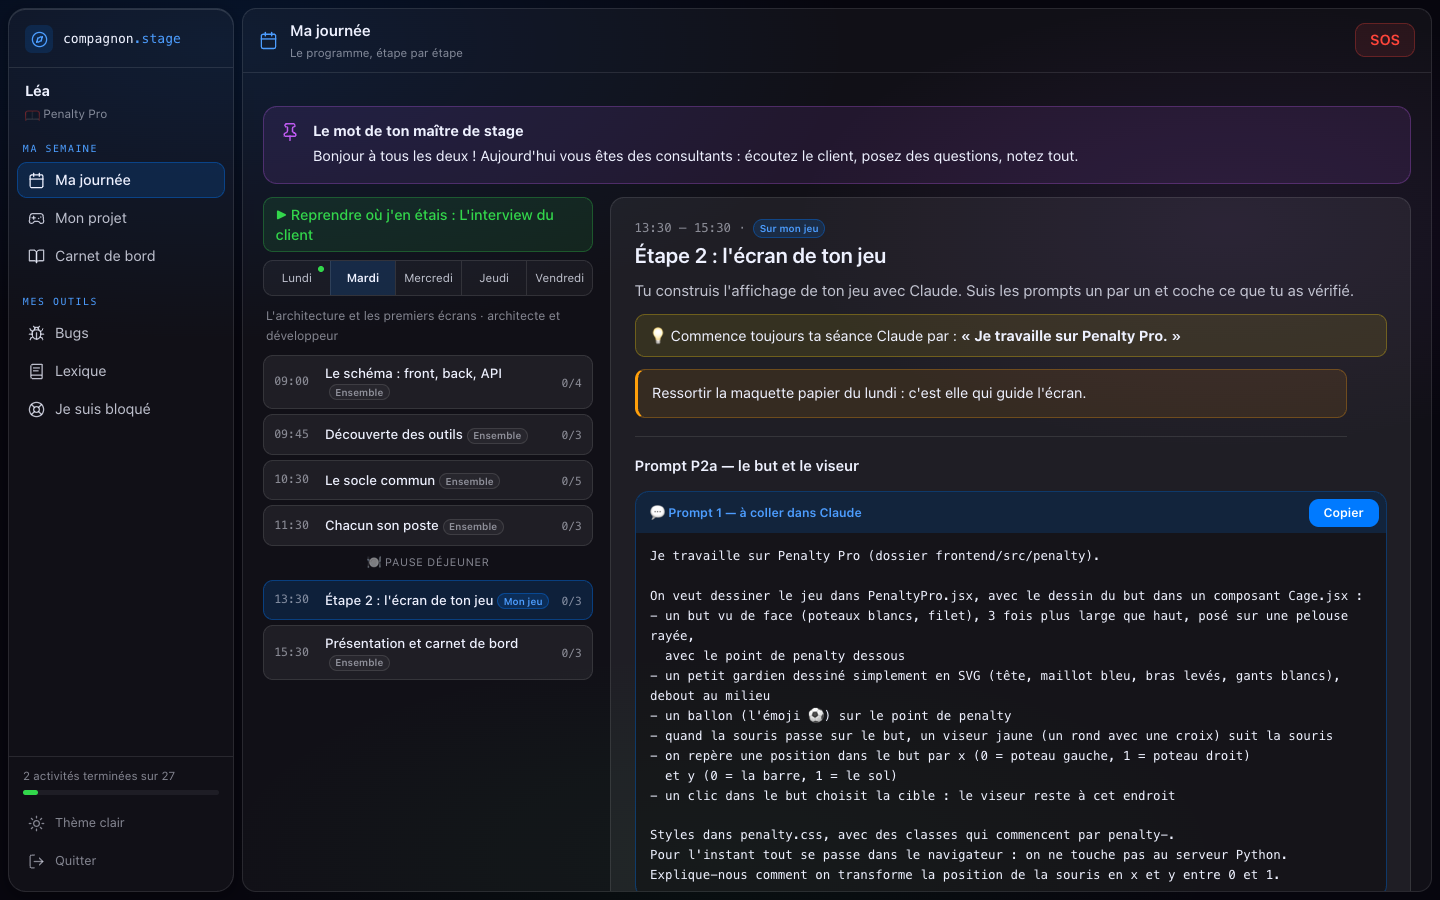 compagnon.stage
Léa
Penalty Pro
MA SEMAINE
Ma journée
Mon projet
Carnet de bord
MES OUTILS
Bugs
Lexique
Je suis bloqué
2 activités terminées sur 27
Thème clair
Quitter
Ma journée
Le programme, étape par étape
SOS
Le mot de ton maître de stage
Bonjour à tous les deux ! Aujourd'hui vous êtes des consultants : écoutez le client, posez des questions, notez tout.
▶ Reprendre où j'en étais : L'interview du
client
Lundi Mardi Mercredi Jeudi Vendredi
L'architecture et les premiers écrans · architecte et
développeur
09:00 Le schéma : front, back, API 0/4
Ensemble
09:45 Découverte des outils Ensemble 0/3
10:30 Le socle commun Ensemble 0/5
11:30 Chacun son poste Ensemble 0/3
🍽️ PAUSE DÉJEUNER
13:30 Étape 2 : l'écran de ton jeu Mon jeu 0/3
15:30 Présentation et carnet de bord 0/3
Ensemble
13:30 — 15:30 · Sur mon jeu
Étape 2 : l'écran de ton jeu
Tu construis l'affichage de ton jeu avec Claude. Suis les prompts un par un et coche ce que tu as vérifié.
💡 Commence toujours ta séance Claude par : « Je travaille sur Penalty Pro. »
Ressortir la maquette papier du lundi : c'est elle qui guide l'écran.
Prompt P2a — le but et le viseur
💬 Prompt 1 — à coller dans Claude Copier
Je travaille sur Penalty Pro (dossier frontend/src/penalty).
On veut dessiner le jeu dans PenaltyPro.jsx, avec le dessin du but dans un composant Cage.jsx :
- un but vu de face (poteaux blancs, filet), 3 fois plus large que haut, posé sur une pelouse
rayée,
avec le point de penalty dessous
- un petit gardien dessiné simplement en SVG (tête, maillot bleu, bras levés, gants blancs),
debout au milieu
- un ballon (l'émoji ⚽) sur le point de penalty
- quand la souris passe sur le but, un viseur jaune (un rond avec une croix) suit la souris
- on repère une position dans le but par x (0 = poteau gauche, 1 = poteau droit)
et y (0 = la barre, 1 = le sol)
- un clic dans le but choisit la cible : le viseur reste à cet endroit
Styles dans penalty.css, avec des classes qui commencent par penalty-.
Pour l'instant tout se passe dans le navigateur : on ne touche pas au serveur Python.
Explique-nous comment on transforme la position de la souris en x et y entre 0 et 1.